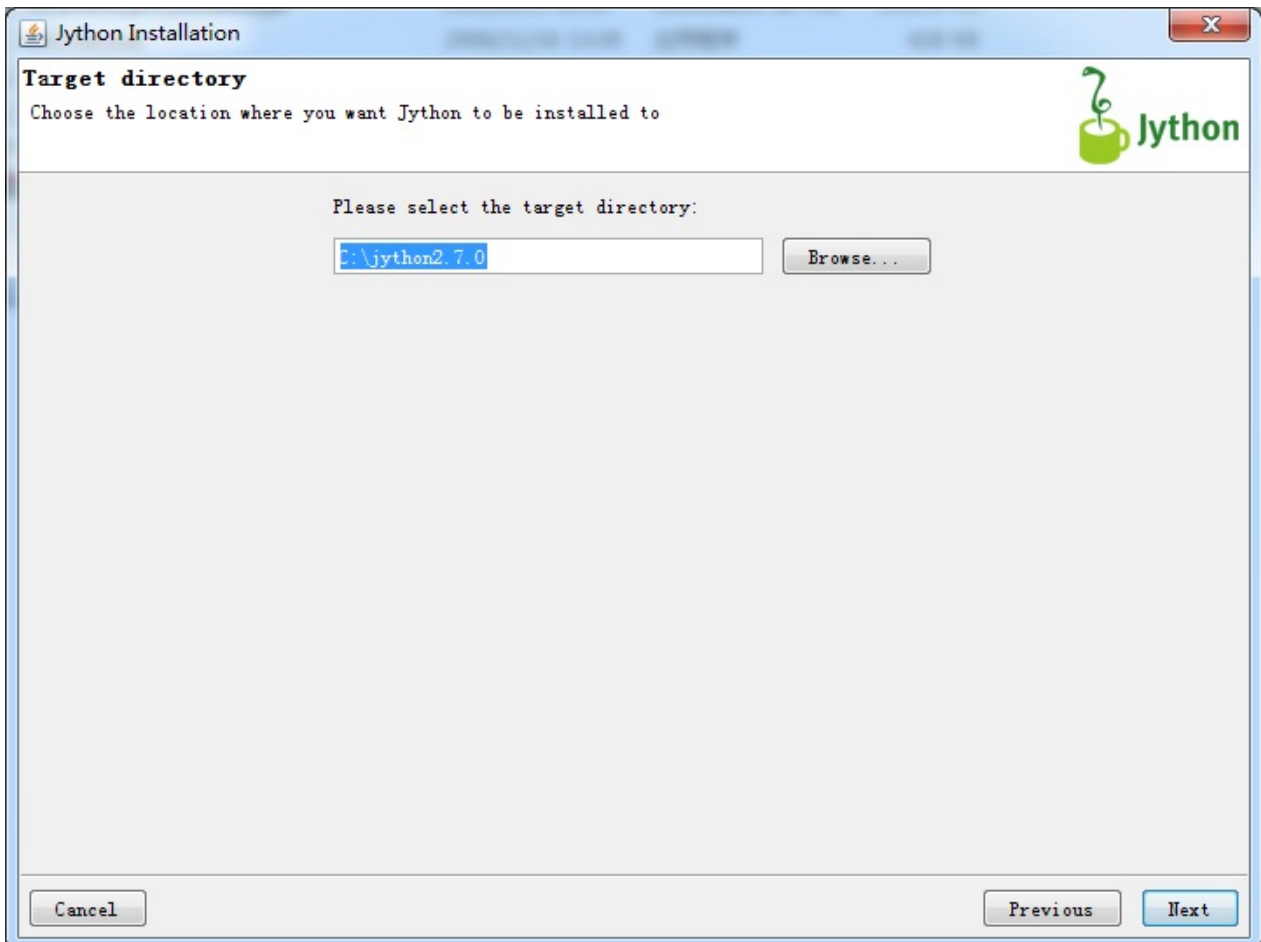 Jython Installation
Target directory
Choose the location where you want Jython to be installed to
Jython
Please select the target directory:
C:\jython2.7.0
Browse...
Cancel
Previous
Next